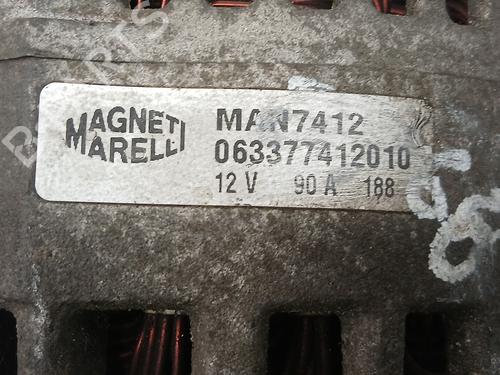 MAGNETI
MARELLI
MAN7412
063377412010
12 V 90 A 188